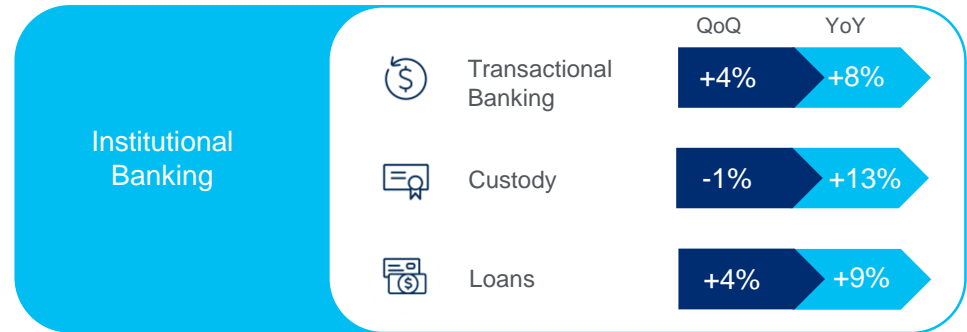 QoQ YoY
Institutional
Banking
Transactional
Banking
+4% +8%
Custody
-1% +13%
Loans
+4% +9%